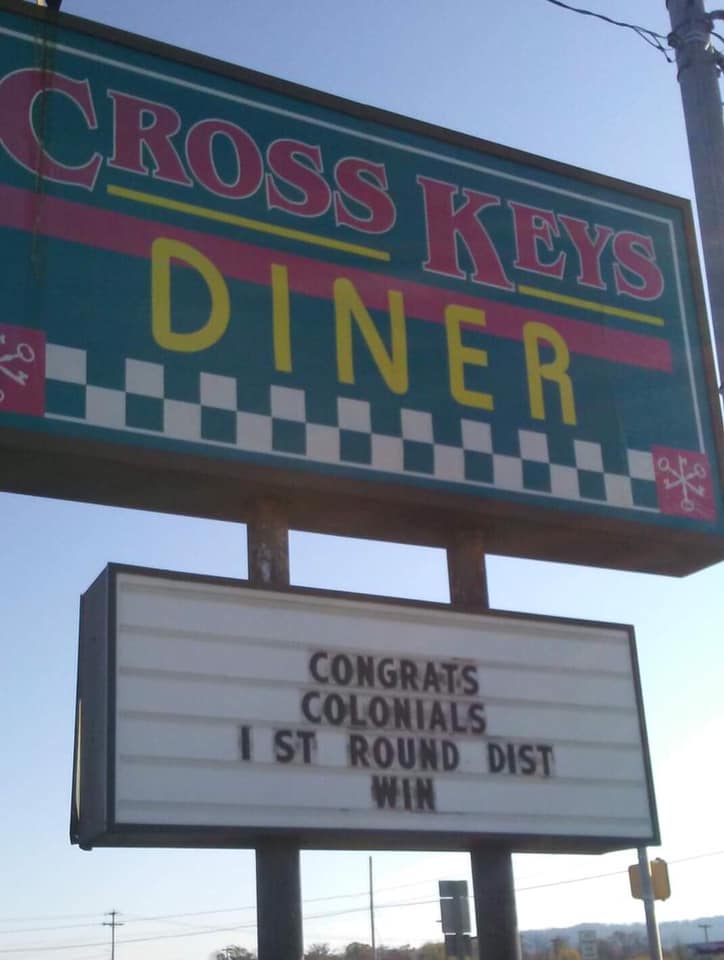 CROSS KEYS
DINER
CONGRATS
COLONIALS
1 ST ROUND DIST
WIN